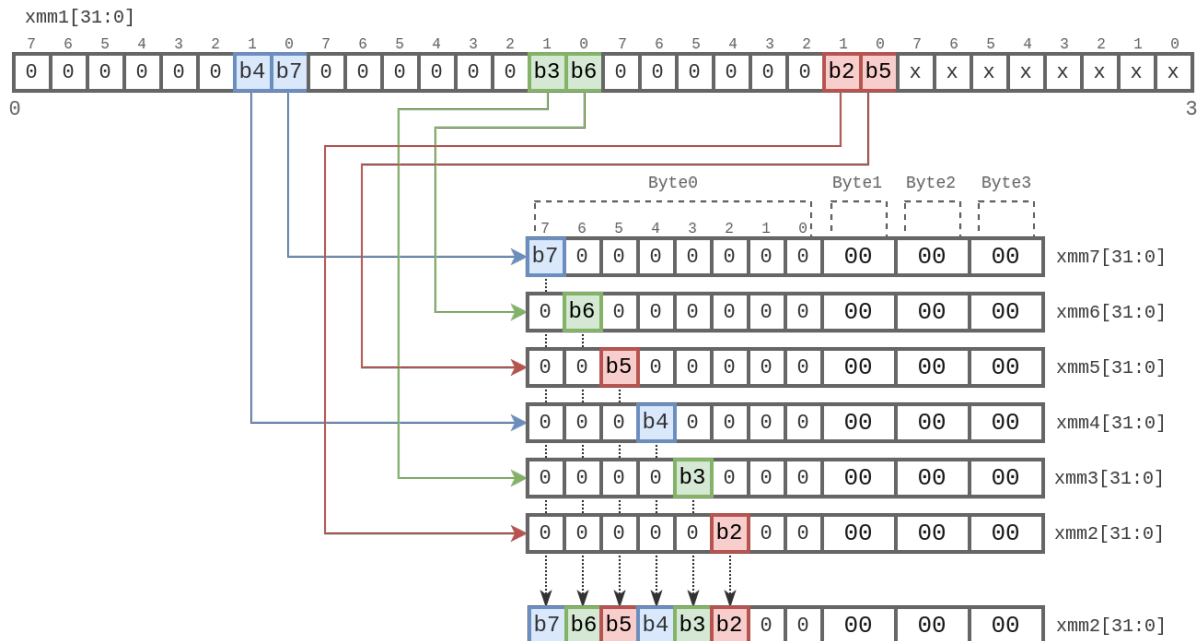 xmm1[31:0]
7 6 5 4 3 2 1 0 7 6 5 4 3 2 1 0 7 6 5 4 3 2 1 0 7 6 5 4 3 2 1 0
0 0 0 0 0 0 b4 b7 0 0 0 0 0 0 b3 b6 0 0 0 0 0 0 b2 b5 x x x x x x x x
0 3
Byte0 Byte1 Byte2 Byte3
7 6 5 4 3 2 1 0
b7 0 0 0 0 0 0 0 00 00 00 xmm7[31:0]
0 b6 0 0 0 0 0 0 00 00 00 xmm6[31:0]
0 0 b5 0 0 0 0 0 00 00 00 xmm5[31:0]
0 0 0 b4 0 0 0 0 00 00 00 xmm4[31:0]
0 0 0 0 b3 0 0 0 00 00 00 xmm3[31:0]
0 0 0 0 0 b2 0 0 00 00 00 xmm2[31:0]
b7 b6 b5 b4 b3 b2 0 0 00 00 00 xmm2[31:0]